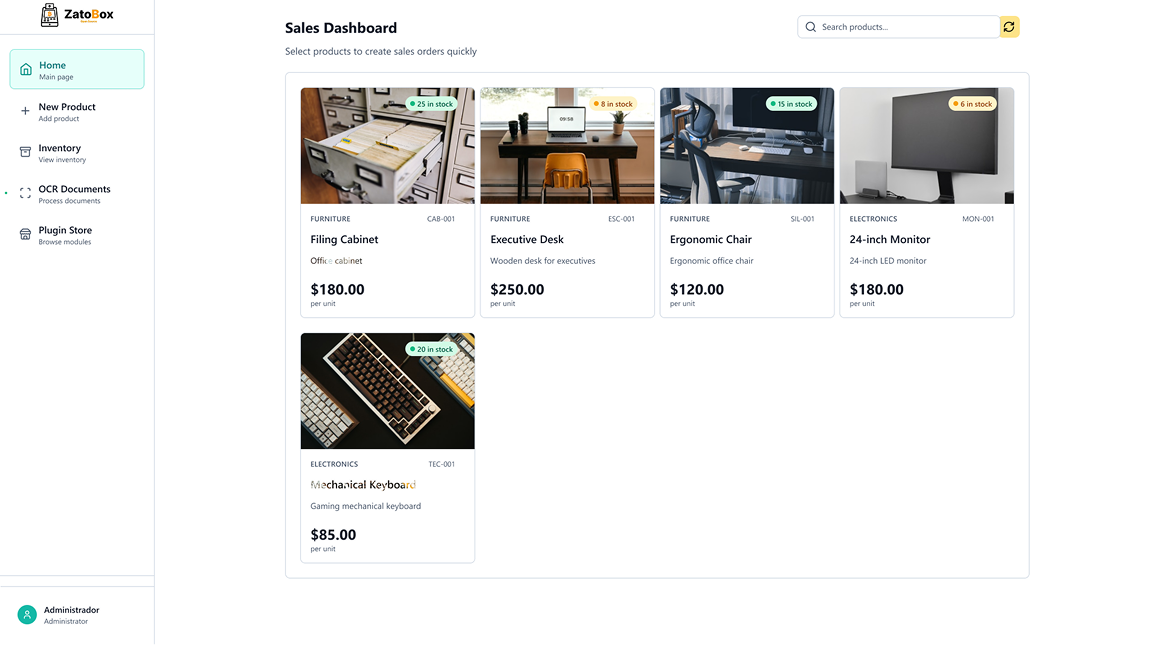 ZatoBox
Sales Dashboard
Search products...
Select products to create sales orders quickly
Home
Main page
New Product
Add product
Inventory
View inventory
OCR Documents
Process documents
Plugin Store
Browse modules
Administrador
Administrator
25 in stock
FURNITURE CAB-001
Filing Cabinet
Office cabinet
$180.00
per unit
8 in stock
09:58
FURNITURE ESC-001
Executive Desk
Wooden desk for executives
$250.00
per unit
15 in stock
FURNITURE SIL-001
Ergonomic Chair
Ergonomic office chair
$120.00
per unit
6 in stock
ELECTRONICS MON-001
24-inch Monitor
24-inch LED monitor
$180.00
per unit
20 in stock
ELECTRONICS TEC-001
Mechanical Keyboard
Gaming mechanical keyboard
$85.00
per unit